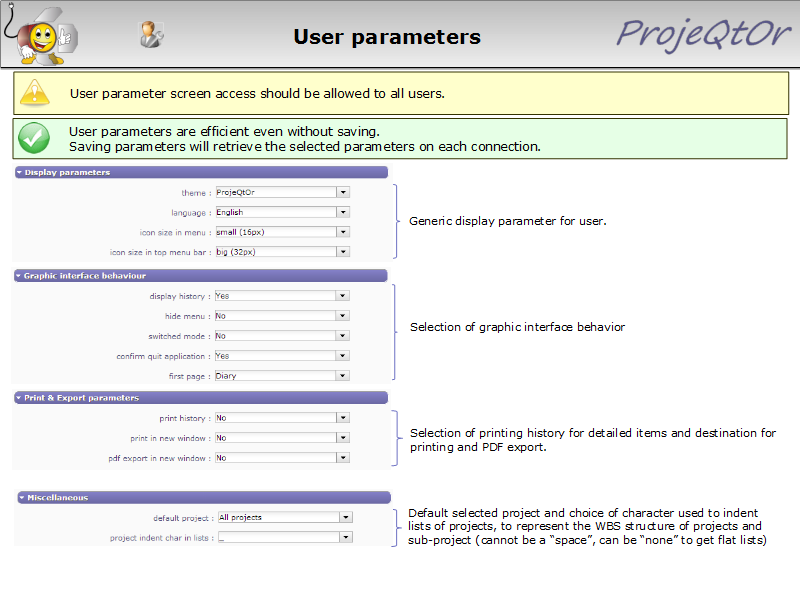 User parameters
ProjeQtOr
User parameter screen access should be allowed to all users.
User parameters are efficient even without saving.
Saving parameters will retrieve the selected parameters on each connection.
Display parameters
theme : ProjeQtOr
language : English
icon size in menu : small (16px)
icon size in top menu bar : big (32px)
Generic display parameter for user.
Graphic interface behaviour
display history : Yes
hide menu : No
switched mode : No
confirm quit application : Yes
first page : Diary
Selection of graphic interface behavior
Print & Export parameters
print history : No
print in new window : No
pdf export in new window : No
Selection of printing history for detailed items and destination for
printing and PDF export.
Miscellaneous
default project : All projects
project indent char in lists : _
Default selected project and choice of character used to indent
lists of projects, to represent the WBS structure of projects and
sub-project (cannot be a “space”, can be “none” to get flat lists)